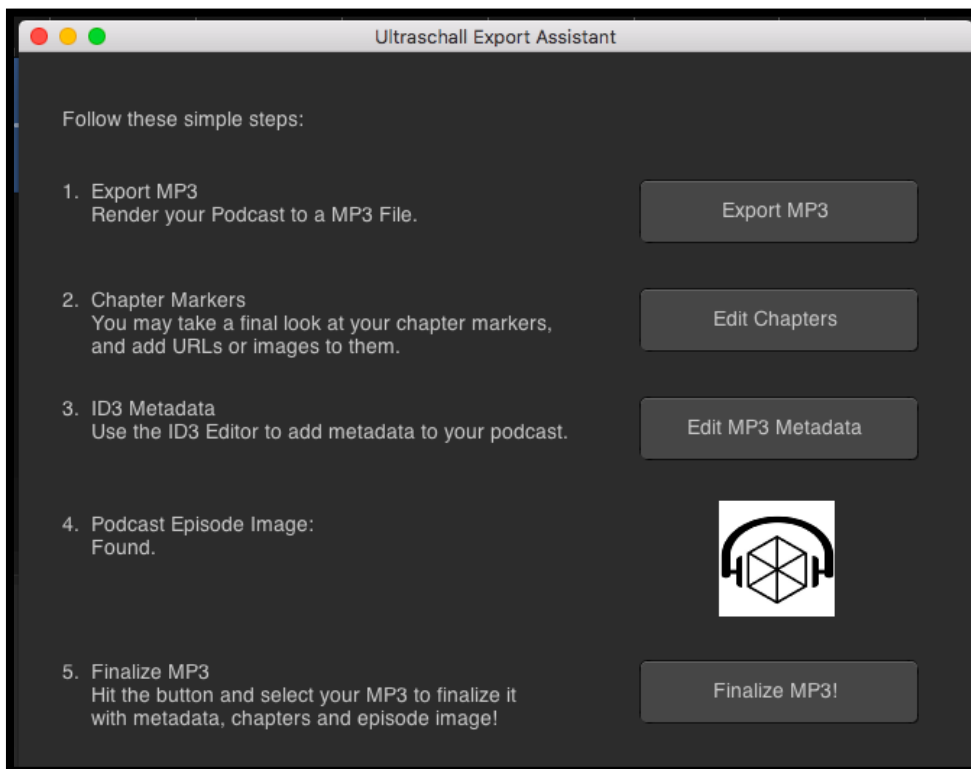 Ultraschall Export Assistant
Follow these simple steps:
1. Export MP3
Render your Podcast to a MP3 File.
Export MP3
2. Chapter Markers
You may take a final look at your chapter markers,
and add URLs or images to them.
Edit Chapters
3. ID3 Metadata
Use the ID3 Editor to add metadata to your podcast.
Edit MP3 Metadata
4. Podcast Episode Image:
Found.
5. Finalize MP3
Hit the button and select your MP3 to finalize it
with metadata, chapters and episode image!
Finalize MP3!